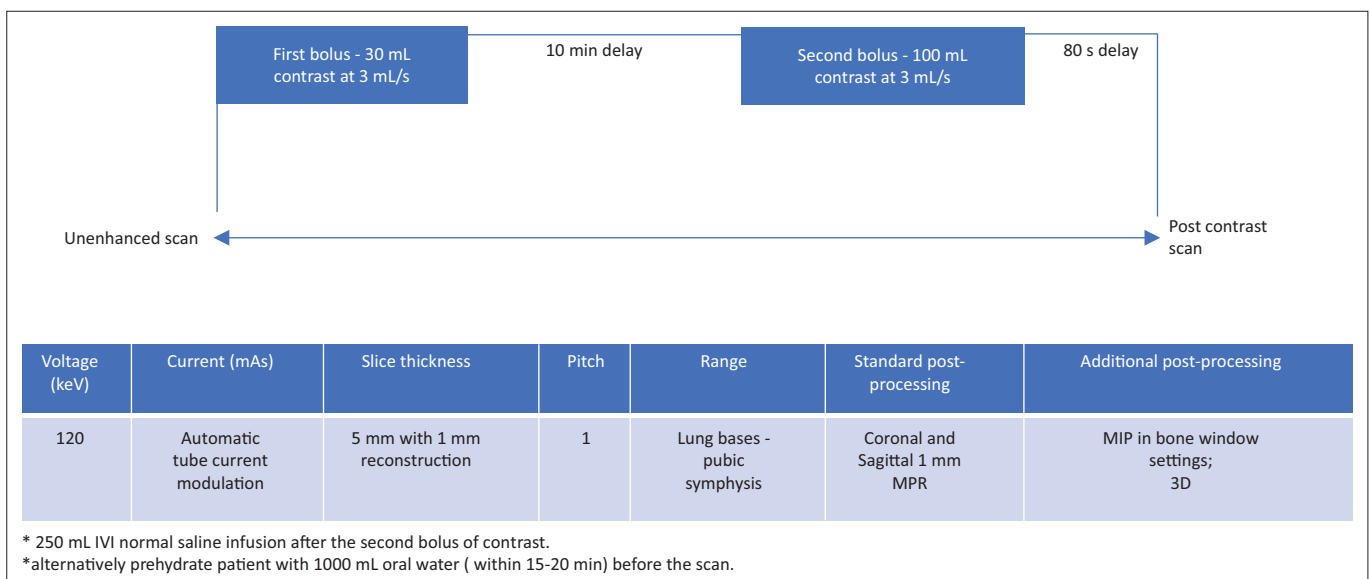 First bolus - 30 mL
contrast at 3 mL/s
10 min delay
Second bolus - 100 mL
contrast at 3 mL/s
80 s delay
Unenhanced scan
Post contrast
scan
Voltage
(keV)
Current (mAs)
Slice thickness
Pitch
Range
Standard post-
processing
Additional post-processing
120
Automatic
tube current
modulation
5 mm with 1 mm
reconstruction
1
Lung bases -
pubic
symphysis
Coronal and
Sagittal 1 mm
MPR
MIP in bone window
settings;
3D
* 250 mL IVI normal saline infusion after the second bolus of contrast.
*alternatively prehydrate patient with 1000 mL oral water ( within 15-20 min) before the scan.